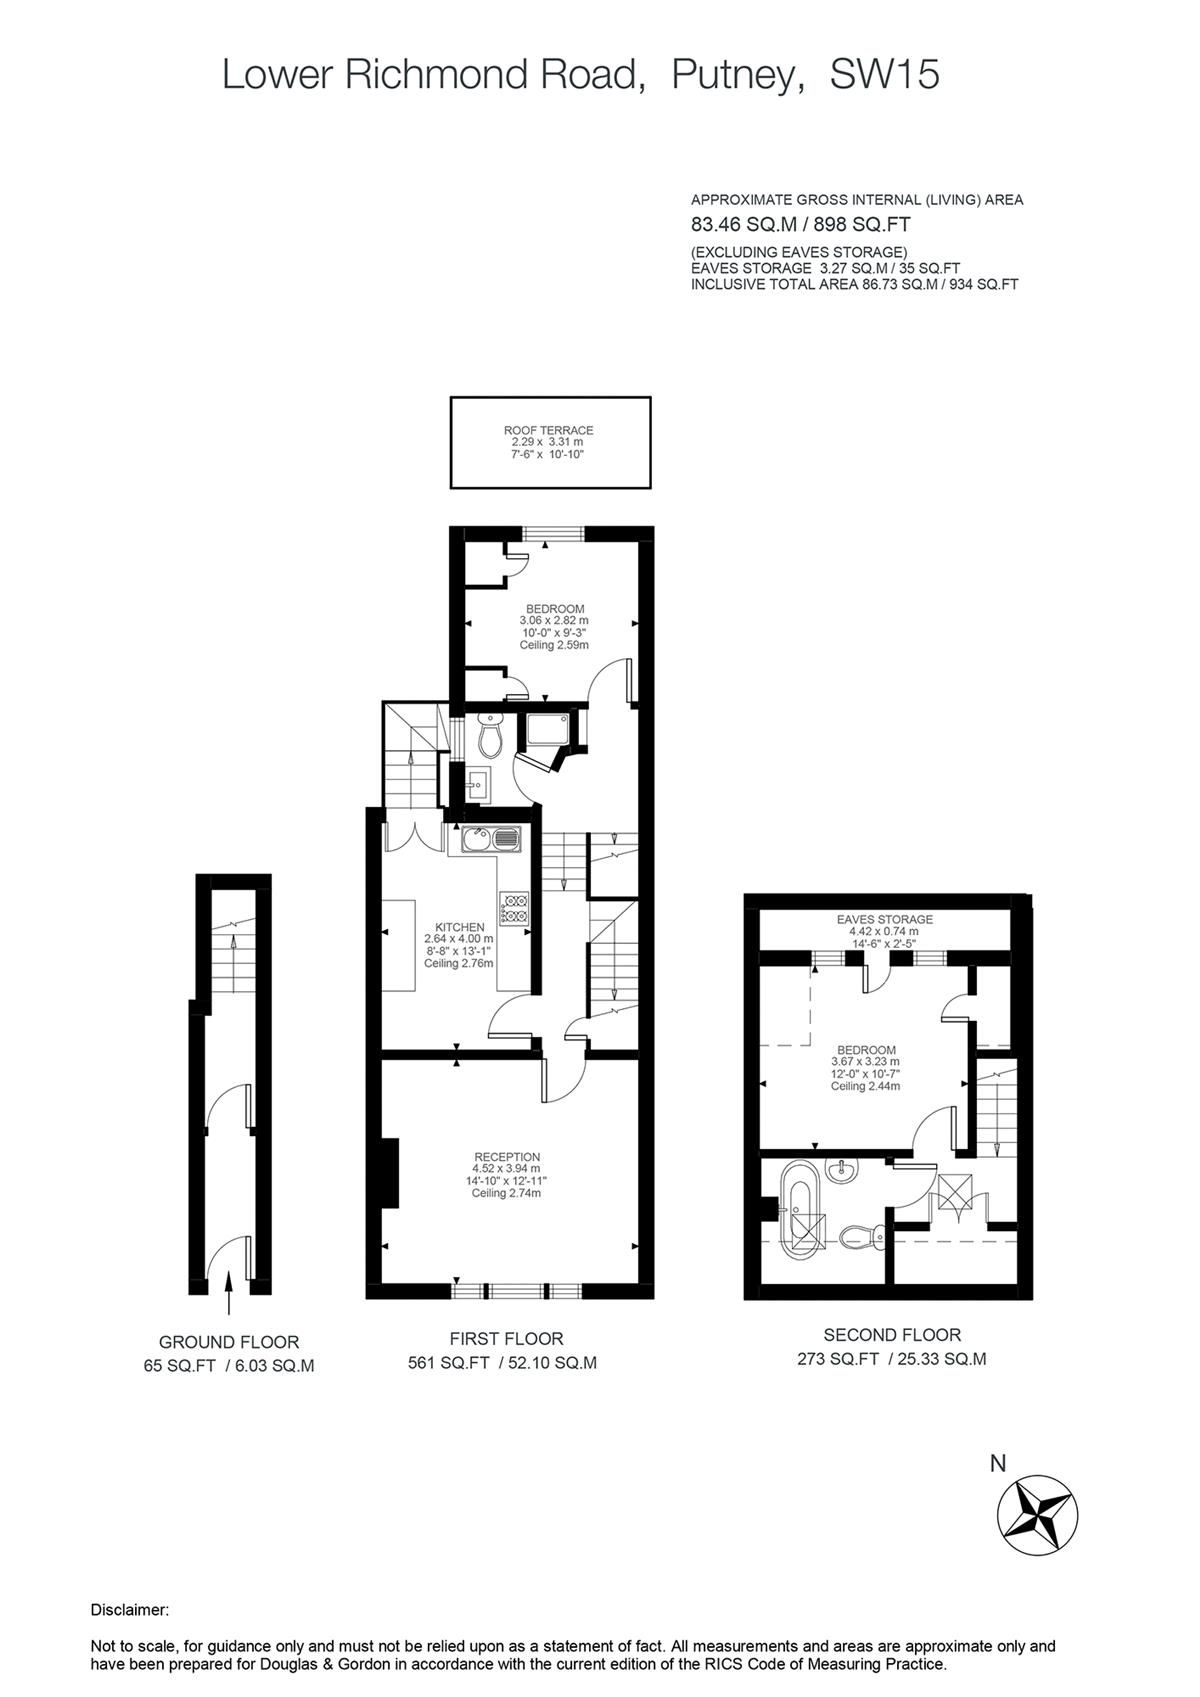 Lower Richmond Road, Putney, SW15
APPROXIMATE GROSS INTERNAL (LIVING) AREA
83.46 SQ.M / 898 SQ.FT
(EXCLUDING EAVES STORAGE)
EAVES STORAGE 3.27 SQ.M / 35 SQ.FT
INCLUSIVE TOTAL AREA 86.73 SQ.M / 934 SQ.FT
ROOF TERRACE
2.29 x 3.31 m
7'-6" x 10'-10"
BEDROOM
3.06 x 2.82 m
10'-0" x 9'-3"
Ceiling 2.59m
KITCHEN
2.64 x 4.00 m
8'-8" x 13'-1"
Ceiling 2.76m
RECEPTION
4.52 x 3.94 m
14'-10" x 12'-11"
Ceiling 2.74m
EAVES STORAGE
4.42 x 0.74 m
14'-6" x 2'-5"
BEDROOM
3.67 x 3.23 m
12'-0" x 10'-7"
Ceiling 2.44m
GROUND FLOOR
65 SQ.FT / 6.03 SQ.M
FIRST FLOOR
561 SQ.FT / 52.10 SQ.M
SECOND FLOOR
273 SQ.FT / 25.33 SQ.M
N
Disclaimer:
Not to scale, for guidance only and must not be relied upon as a statement of fact. All measurements and areas are approximate only and
have been prepared for Douglas & Gordon in accordance with the current edition of the RICS Code of Measuring Practice.